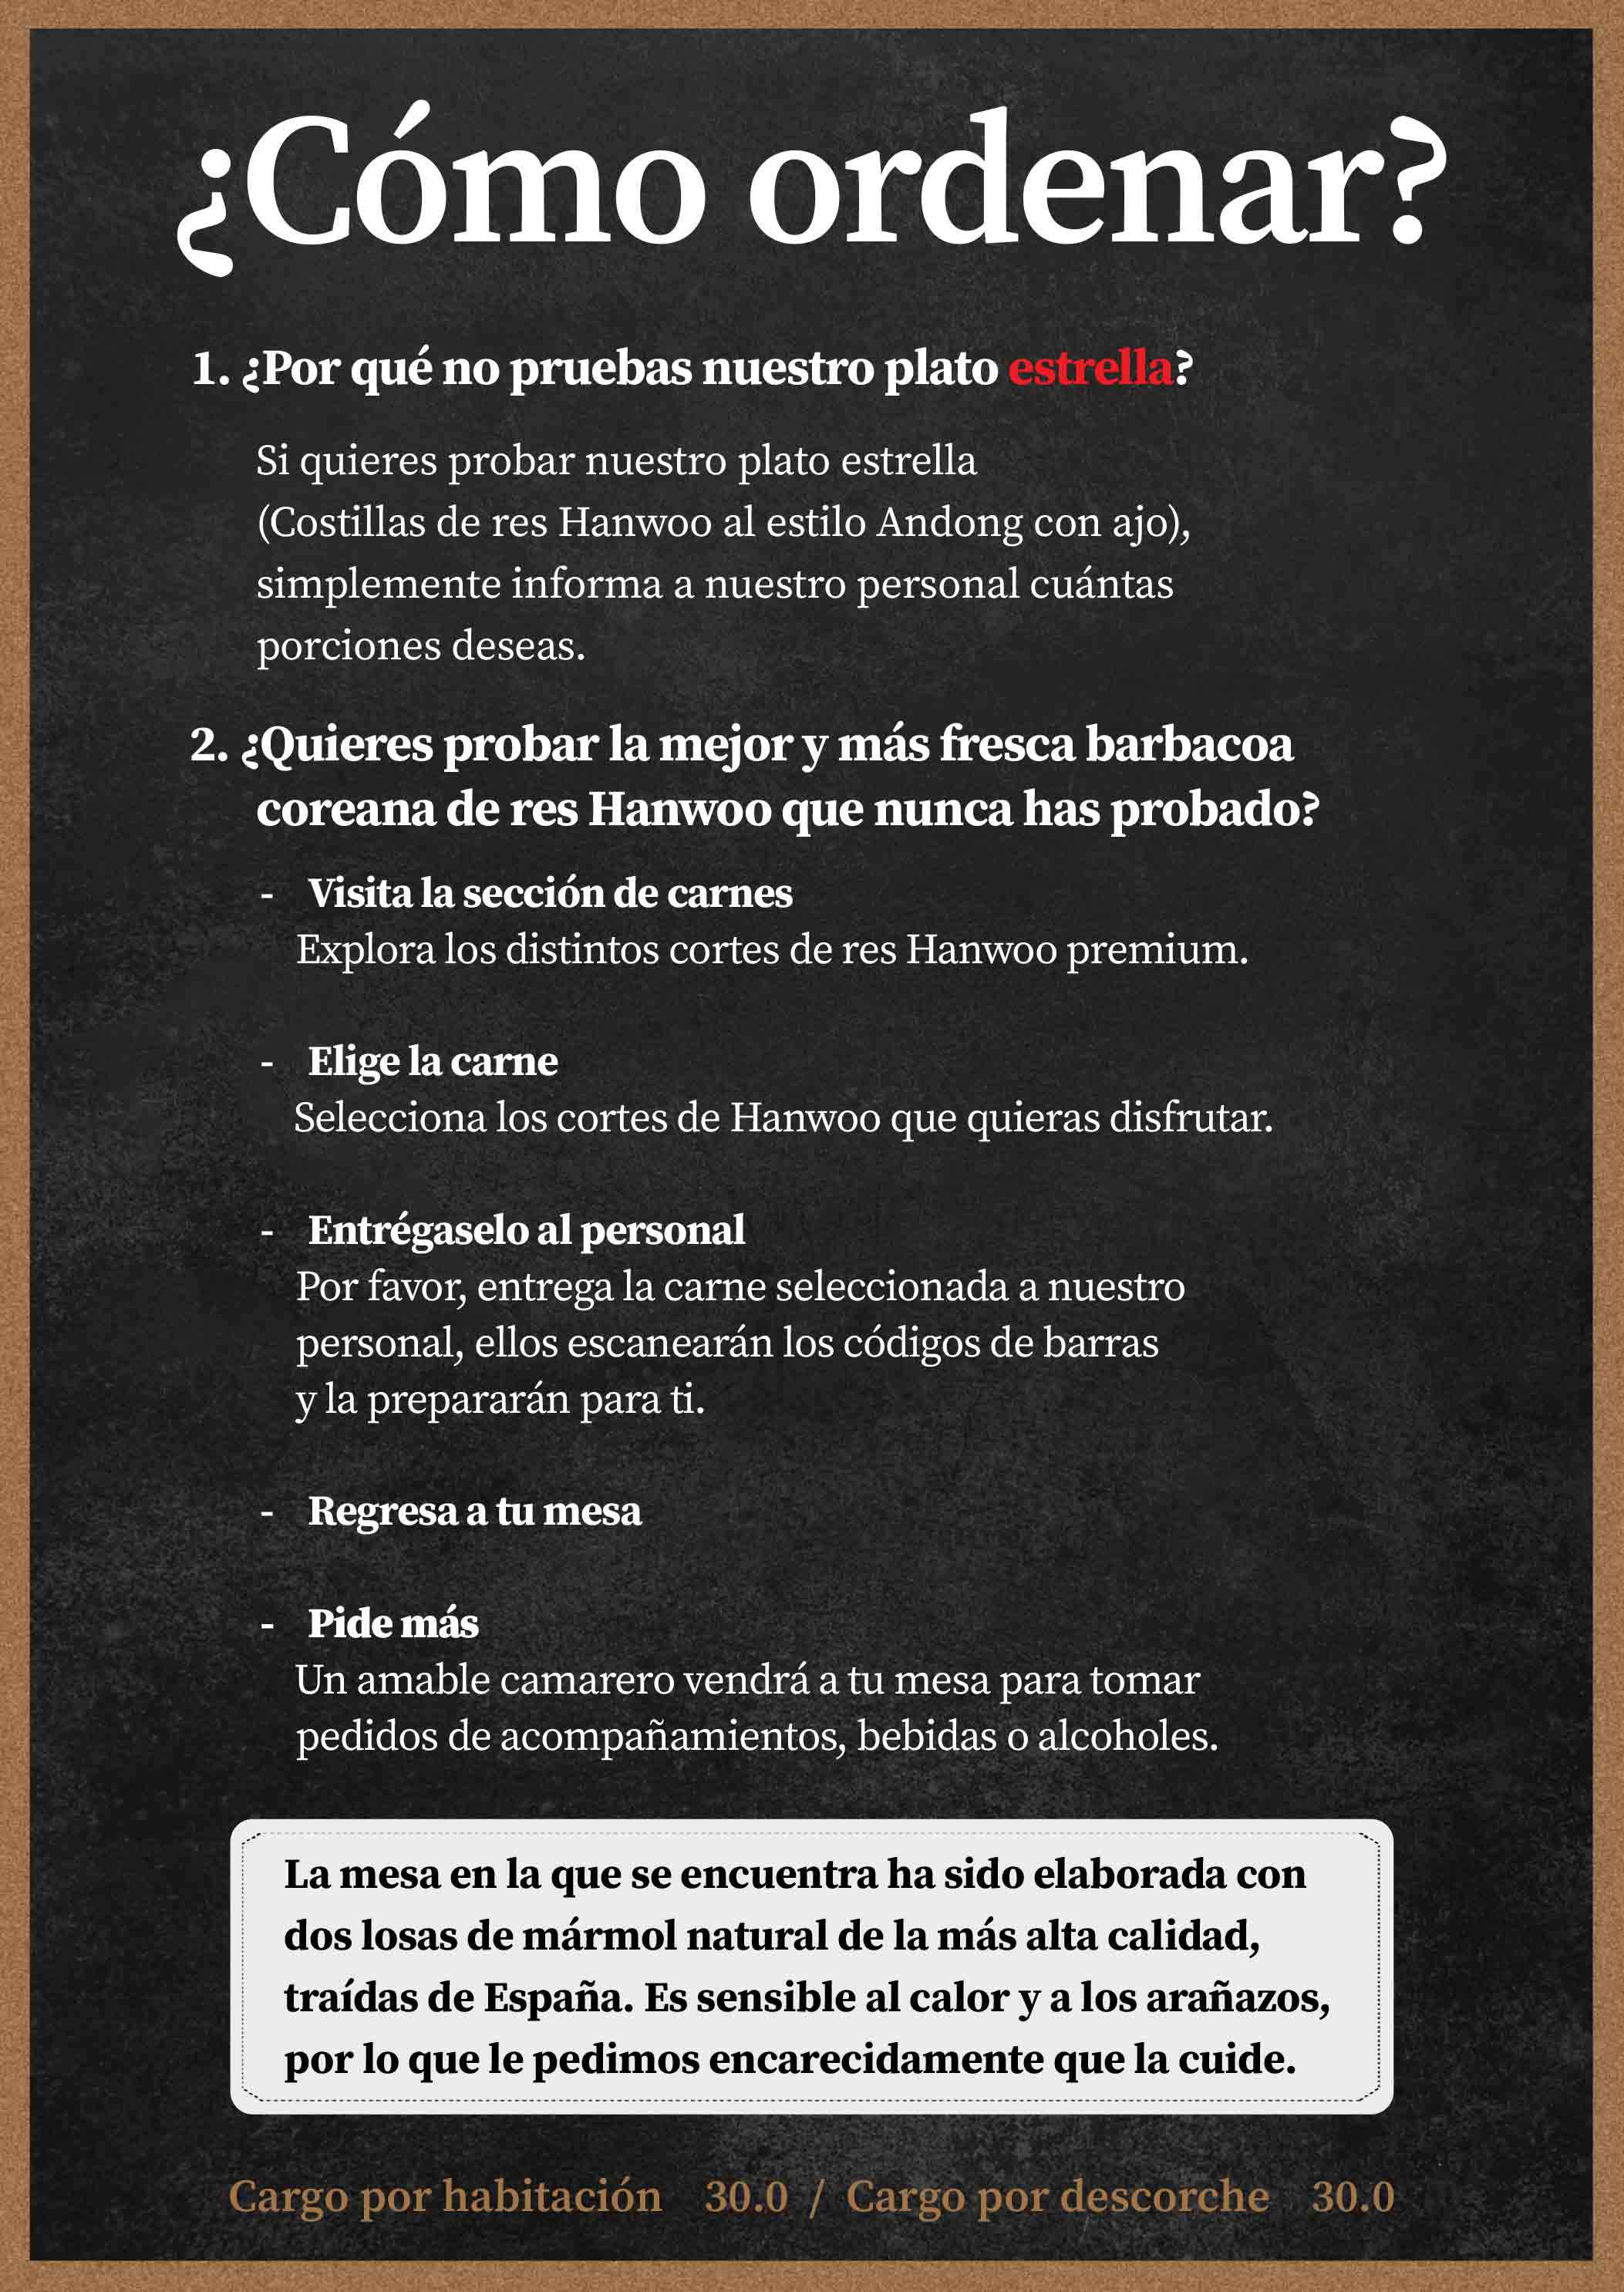 ¿Cómo ordenar?
1. ¿Por qué no pruebas nuestro plato estrella?
Si quieres probar nuestro plato estrella
(Costillas de res Hanwoo al estilo Andong con ajo),
simplemente informa a nuestro personal cuántas
porciones deseas.
2. ¿Quieres probar la mejor y más fresca barbacoa
coreana de res Hanwoo que nunca has probado?
- Visita la sección de carnes
Explora los distintos cortes de res Hanwoo premium.
- Elige la carne
Selecciona los cortes de Hanwoo que quieras disfrutar.
- Entrégaselo al personal
Por favor, entrega la carne seleccionada a nuestro
personal, ellos escanearán los códigos de barras
y la prepararán para ti.
- Regresa a tu mesa
- Pide más
Un amable camarero vendrá a tu mesa para tomar
pedidos de acompañamientos, bebidas o alcoholes.
La mesa en la que se encuentra ha sido elaborada con
dos losas de mármol natural de la más alta calidad,
traídas de España. Es sensible al calor y a los arañazos,
por lo que le pedimos encarecidamente que la cuide.
Cargo por habitación 30.0 / Cargo por descorche 30.0